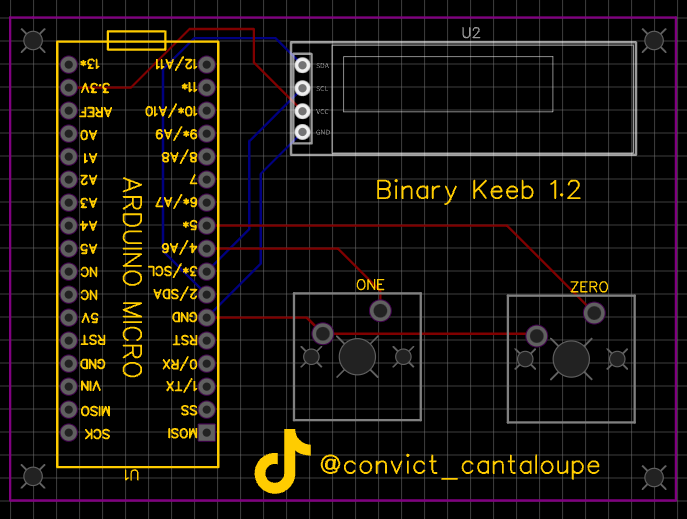 U2
13*
12/A11
3.3V
11*
AREF
10*/A10
A0
9*/A9
A1
8/A8
A2
7
A3
6*/A7
A4
5*
A5
4/A6
NC
3*/SCL
NC
2/SDA
5V
GND
RST
RST
GND
0/RX
VIN
1/TX
MISO
SS
SCK
MOSI
ARDUINO MICRO
U1
SDA
SCL
VCC
GND
Binary Keeb 1.2
ONE
ZERO
@convict_cantaloupe